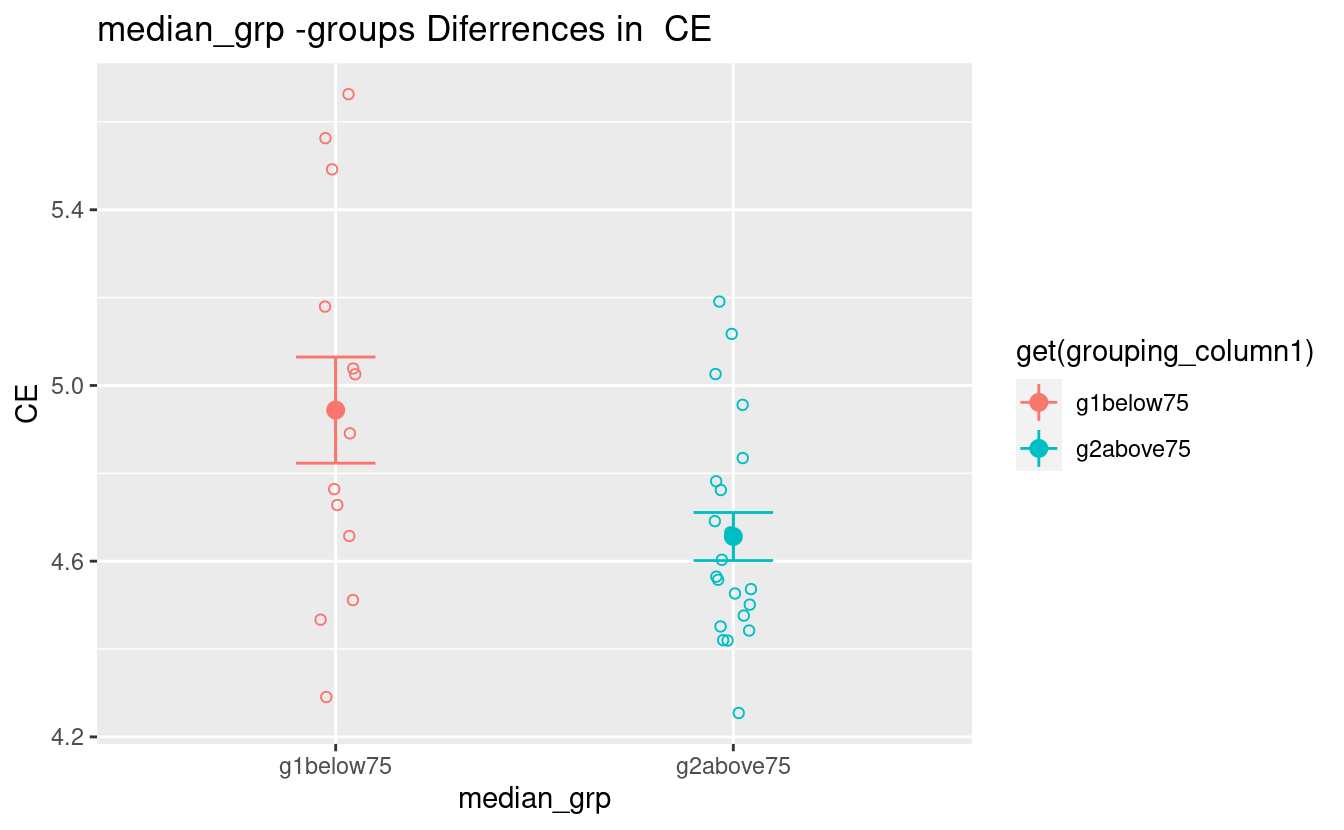 median_grp -groups Diferrences in  CE
CE
5.4
5.0
4.6
4.2
g1below75
g2above75
median_grp
get(grouping_column1)
g1below75
g2above75